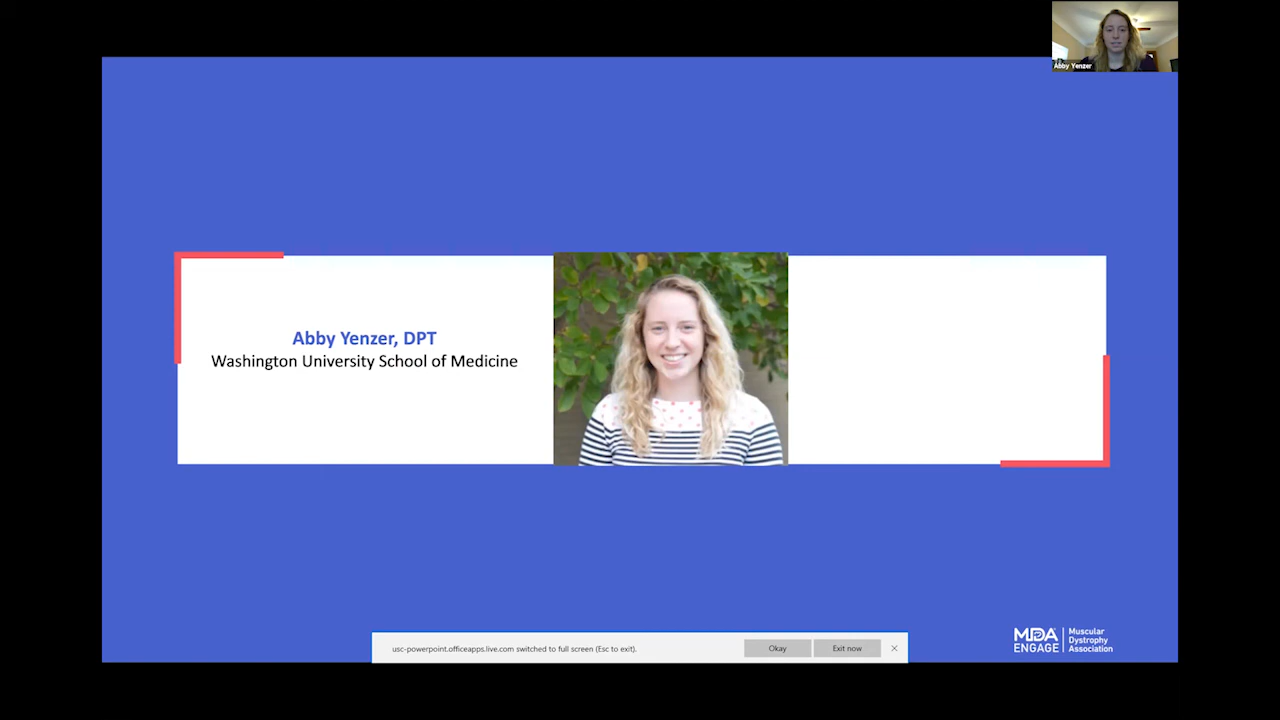 Abby Yenzer
Abby Yenzer, DPT
Washington University School of Medicine
usc-powerpoint.officeapps.live.com switched to full screen (Esc to exit).
Okay
Exit now
MDA
ENGAGE
Muscular
Dystrophy
Association